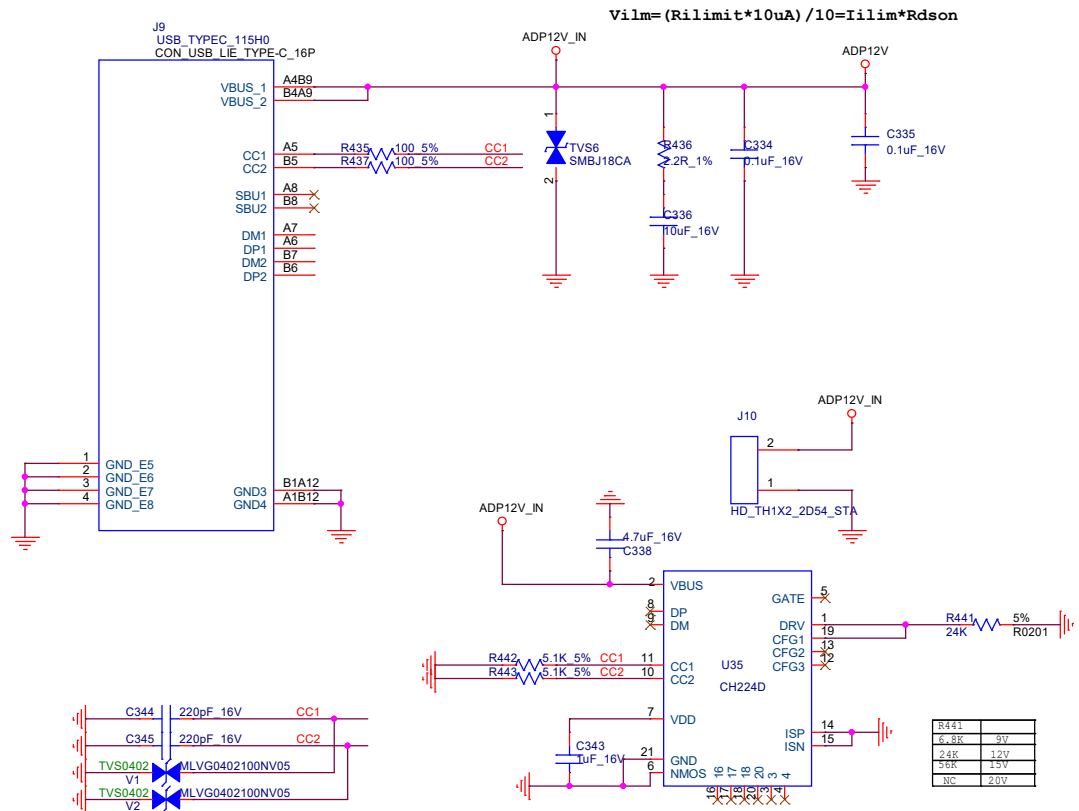 Vilm=(Rilimit*10uA)/10=Iilim*Rdson
J9
USB_TYPEC_115H0
CON_USB_LIE_TYPE-C_16P
ADP12V_IN
ADP12V
VBUS_1 A4B9
VBUS_2 B4A9
CC1 A5 R435 100_5% CC1
CC2 B5 R437 100_5% CC2
SBU1 A8
SBU2 B8
DM1 A7
DP1 A6
DM2 B7
DP2 B6
1
TVS6
SMBJ18CA
2
R436
2.2R_1%
C336
10uF_16V
C334
0.1uF_16V
C335
0.1uF_16V
1 GND_E5
2 GND_E6
3 GND_E7
4 GND_E8
GND3 B1A12
GND4 A1B12
ADP12V_IN
J10
2
1
HD_TH1X2_2D54_STA
ADP12V_IN
4.7uF_16V
C338
2 VBUS
8 DP
9 DM
R442 5.1K_5% CC1 11 CC1
R443 5.1K_5% CC2 10 CC2
7 VDD
C343
1uF_16V
21 GND
6 NMOS
U35
CH224D
GATE 5
DRV 1
CFG1 19
CFG2 13
CFG3 12
ISP 14
ISN 15
16 17 18 20 3 4
16 17 18 20 3 4
R441 5%
24K R0201
C344 220pF_16V CC1
C345 220pF_16V CC2
TVS0402 MLVG0402100NV05
V1
TVS0402 MLVG0402100NV05
V2
R441
6.8K 9V
24K 12V
56K 15V
NC 20V